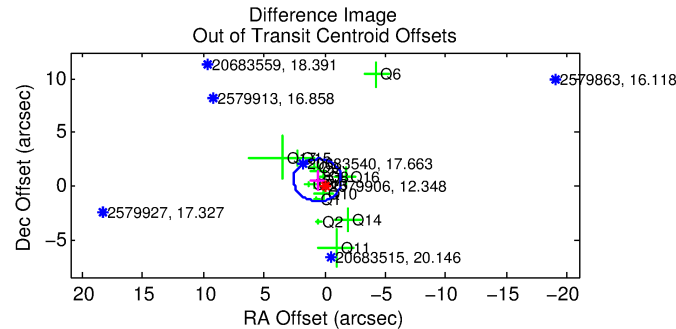 Difference Image
Out of Transit Centroid Offsets
Dec Offset (arcsec)
10
5
0
−5
20683559, 18.391
Q6
2579863, 16.118
2579913, 16.858
20683540, 17.663
Q16
2579906, 12.348
Q10
Q1
2579927, 17.327
Q2
Q14
Q11
20683515, 20.146
20 15 10 5 0 −5 −10 −15 −20
RA Offset (arcsec)